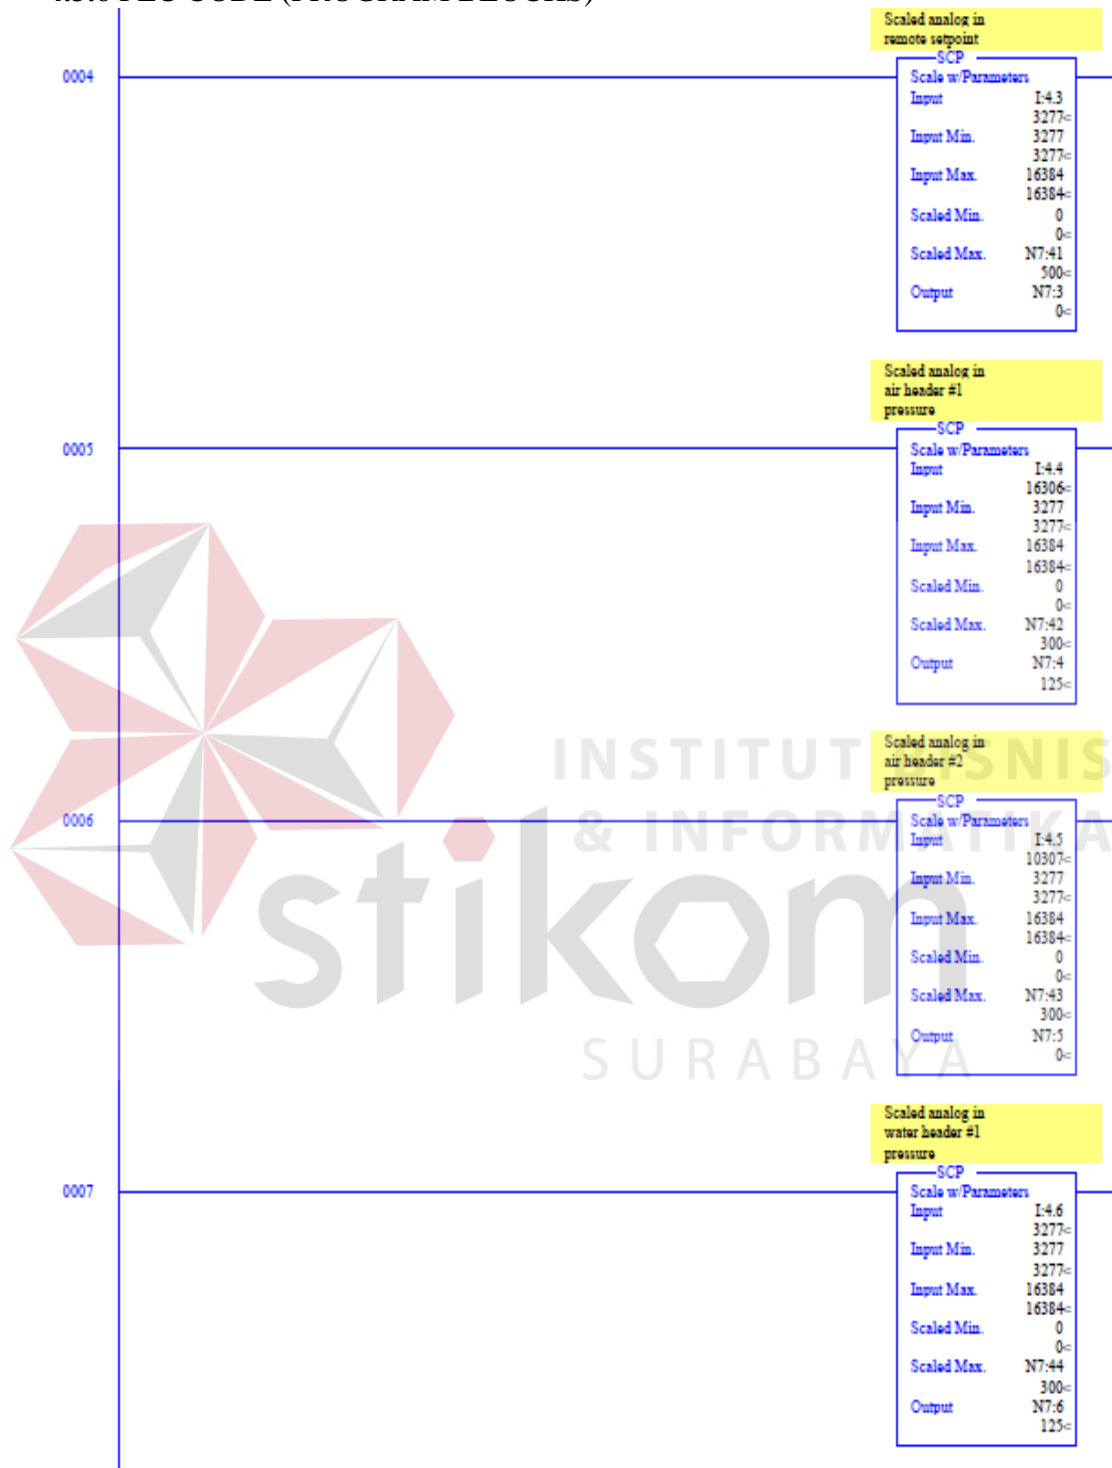 4.3.6 PLC CODE (PROGRAM BLOCKS)
Scaled analog in
remote setpoint
0004
SCP
Scale w/Parameters
Input I:4.3
3277<
Input Min. 3277
3277<
Input Max. 16384
16384<
Scaled Min. 0
0<
Scaled Max. N7:41
500<
Output N7:3
0<
Scaled analog in
air header #1
pressure
0005
SCP
Scale w/Parameters
Input I:4.4
16306<
Input Min. 3277
3277<
Input Max. 16384
16384<
Scaled Min. 0
0<
Scaled Max. N7:42
300<
Output N7:4
125<
Scaled analog in
air header #2
pressure
INSTITUT BISNIS
& INFORMATIKA
stikom
SURABAYA
0006
SCP
Scale w/Parameters
Input I:4.5
10307<
Input Min. 3277
3277<
Input Max. 16384
16384<
Scaled Min. 0
0<
Scaled Max. N7:43
300<
Output N7:5
0<
Scaled analog in
water header #1
pressure
0007
SCP
Scale w/Parameters
Input I:4.6
3277<
Input Min. 3277
3277<
Input Max. 16384
16384<
Scaled Min. 0
0<
Scaled Max. N7:44
300<
Output N7:6
125<